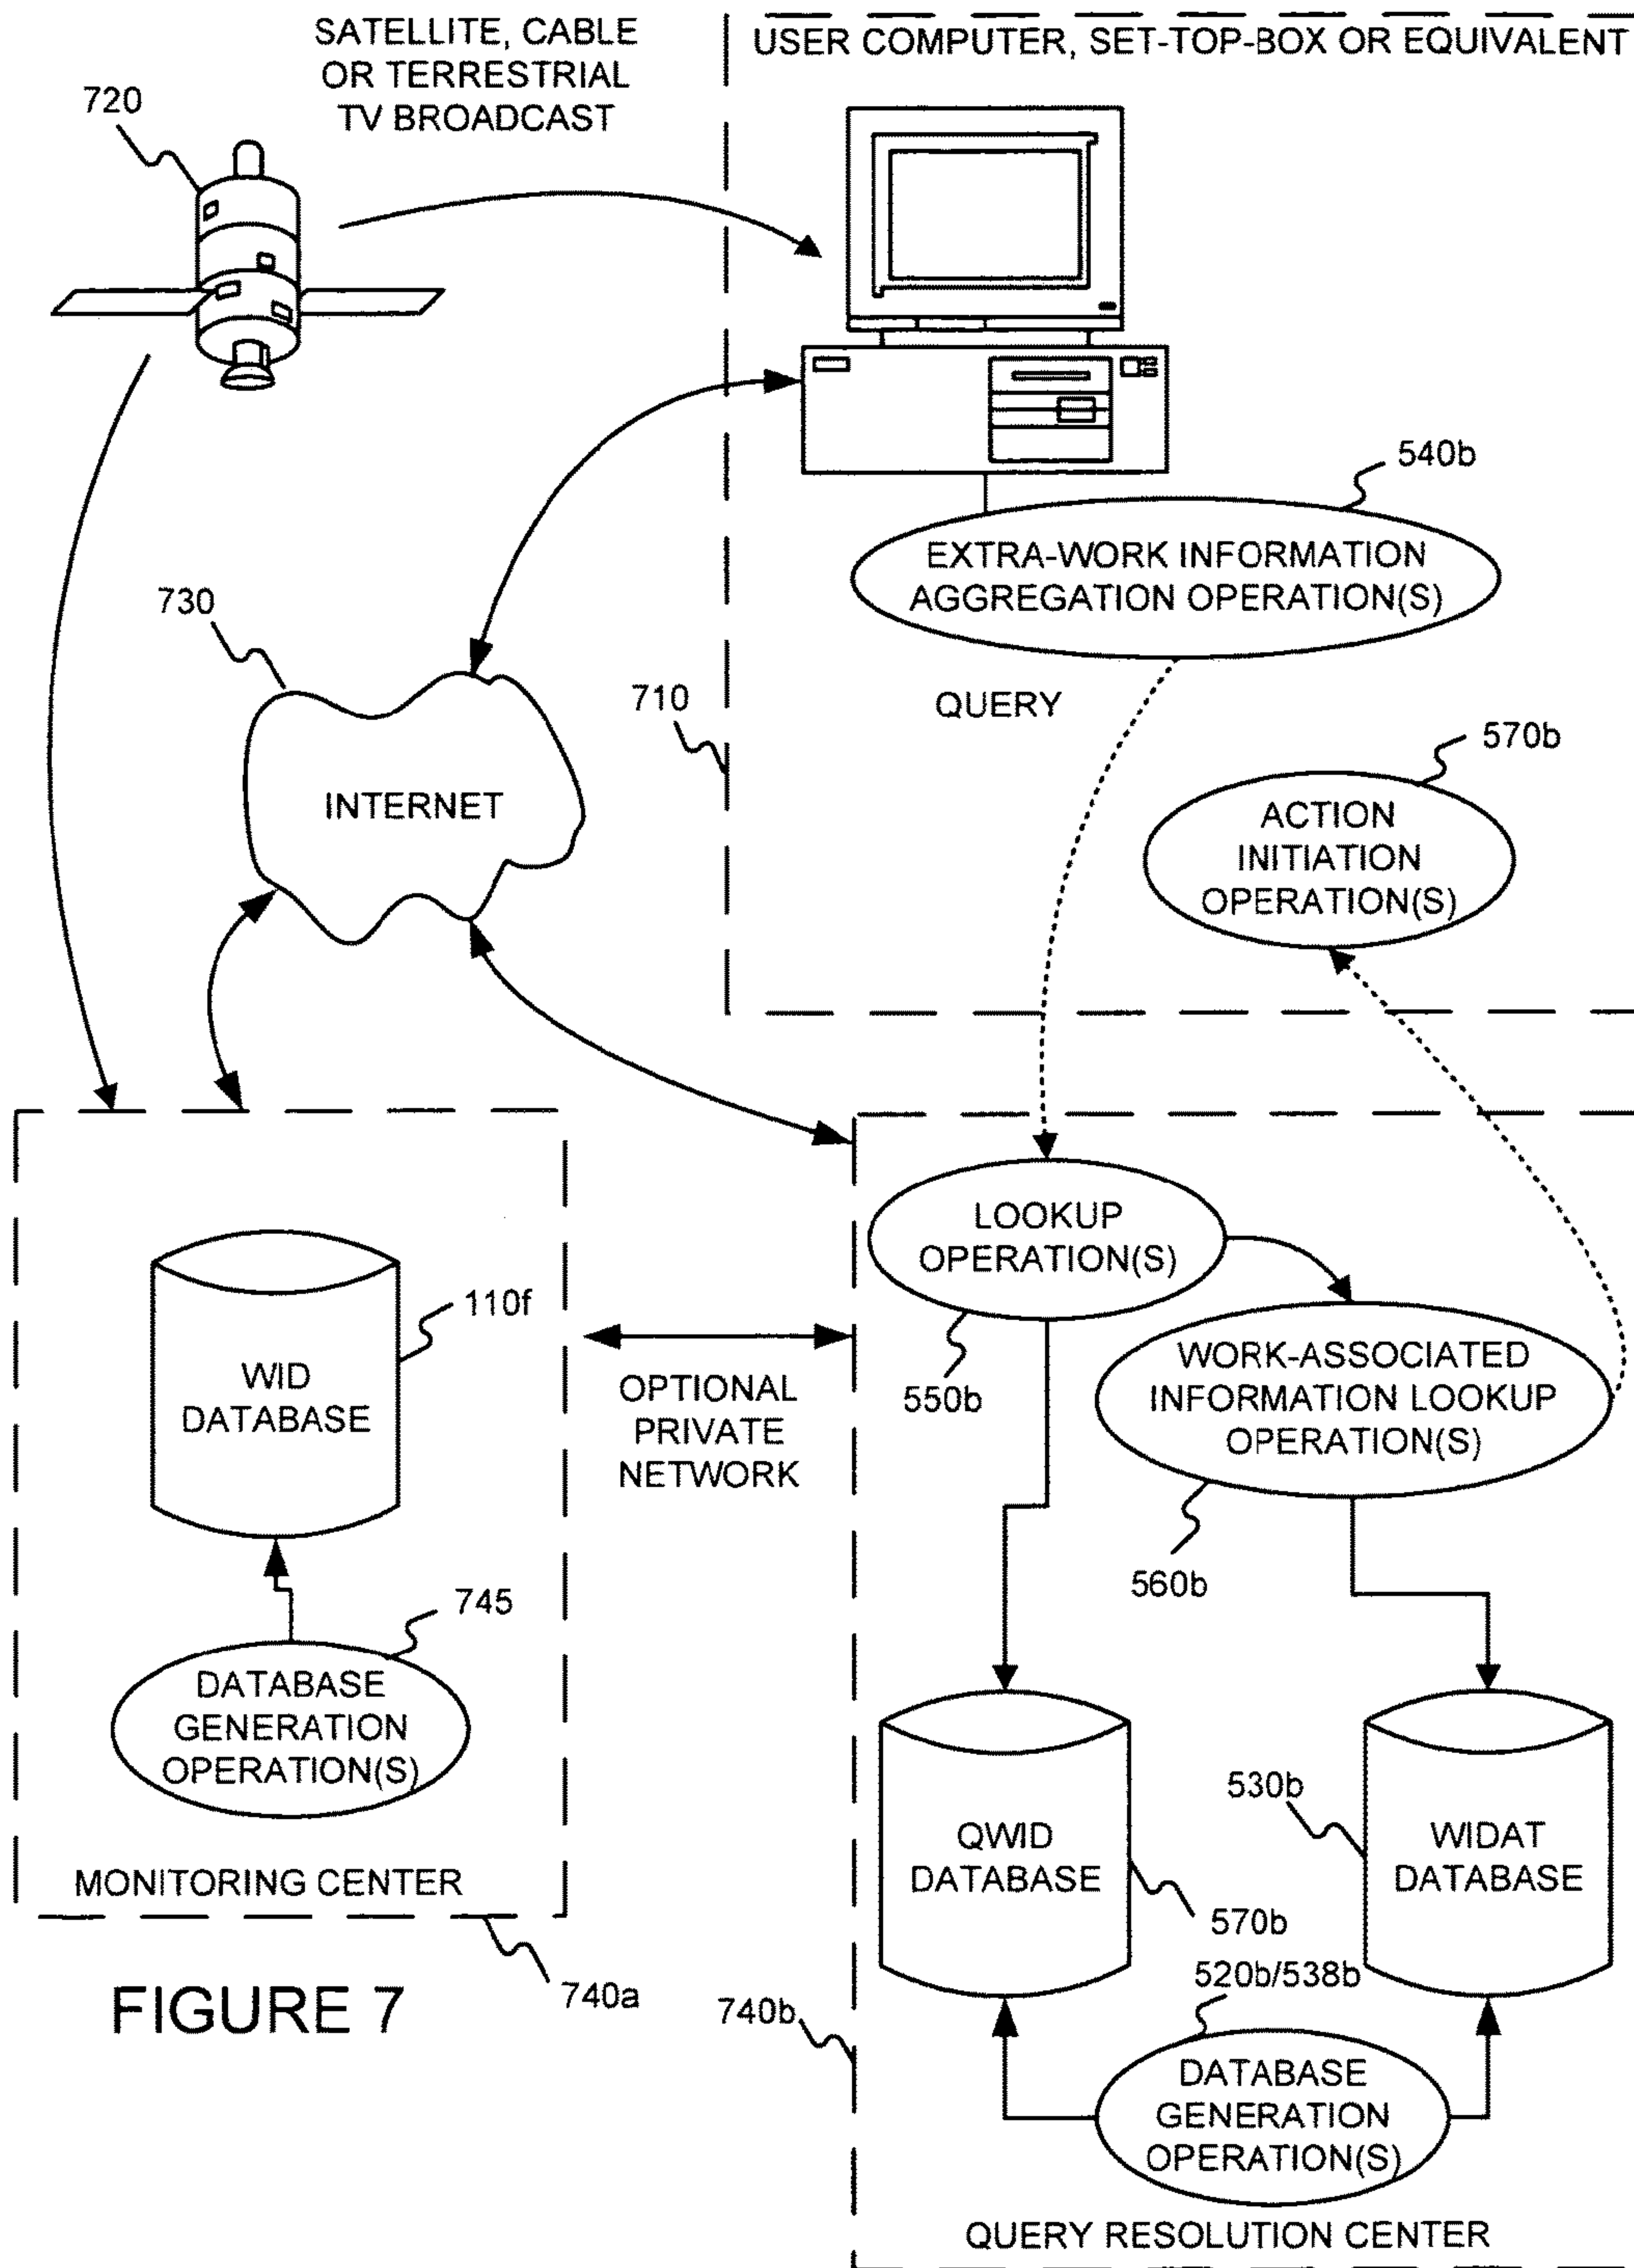 SATELLITE, CABLE
OR TERRESTRIAL
TV BROADCAST
USER COMPUTER, SET-TOP-BOX OR EQUIVALENT
720
540b
EXTRA-WORK INFORMATION
AGGREGATION OPERATION(S)
730
710
QUERY
570b
INTERNET
ACTION
INITIATION
OPERATION(S)
LOOKUP
OPERATION(S)
110f
WID
DATABASE
OPTIONAL
PRIVATE
NETWORK
550b
WORK-ASSOCIATED
INFORMATION LOOKUP
OPERATION(S)
560b
745
DATABASE
GENERATION
OPERATION(S)
530b
QWID
DATABASE
WIDAT
DATABASE
MONITORING CENTER
570b
520b/538b
740a
FIGURE 7
740b
DATABASE
GENERATION
OPERATION(S)
QUERY RESOLUTION CENTER